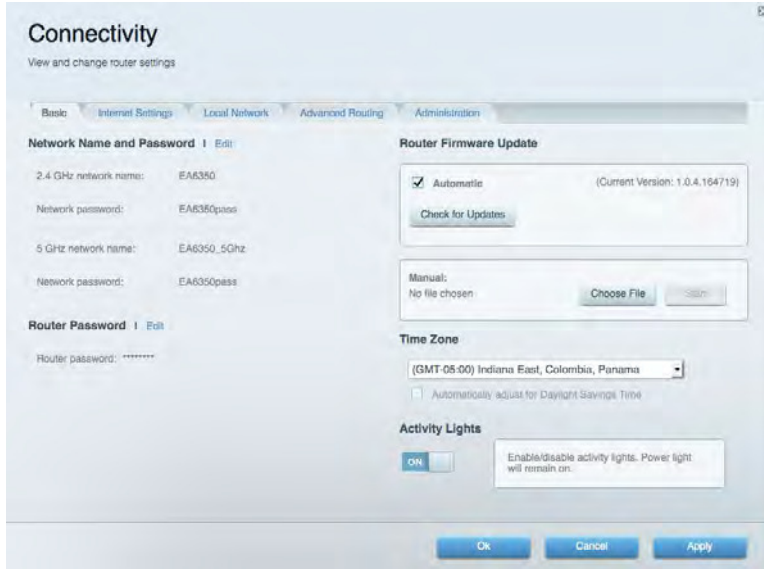 Connectivity
View and change router settings
Basic Internet Settings Local Network Advanced Routing Administration
Network Name and Password | Edit
2.4 GHz network name: EA6350
Network password: EA6350pass
5 GHz network name: EA6350_5Ghz
Network password: EA6350pass
Router Password | Edit
Router password: ********
Router Firmware Update
Automatic (Current Version: 1.0.4.164719)
Check for Updates
Manual:
No file chosen Choose File Start
Time Zone
(GMT-05:00) Indiana East, Colombia, Panama
Automatically adjust for Daylight Savings Time
Activity Lights
ON
Enable/disable activity lights. Power light
will remain on.
Ok Cancel Apply